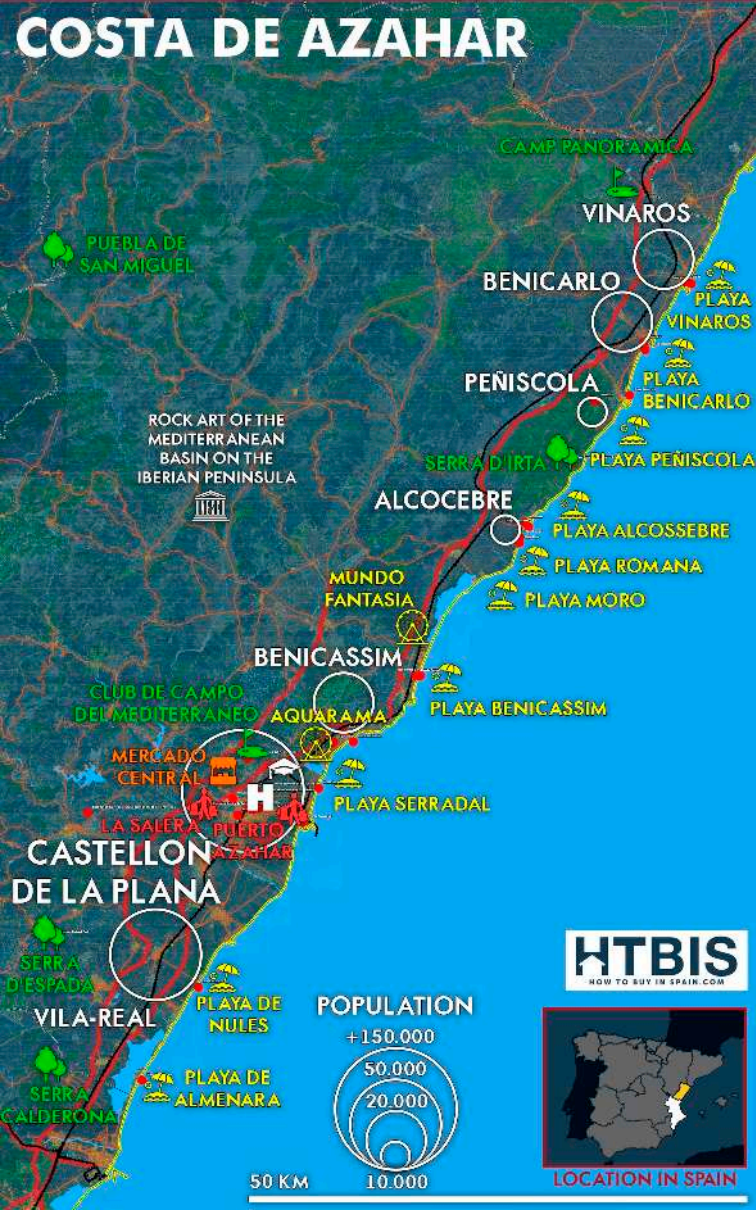 COSTA DE AZAHAR
CAMP PANORAMICA
VINAROS
PUEBLA DE
SAN MIGUEL
BENICARLO
PLAYA
VINAROS
PEÑISCOLA
PLAYA
BENICARLO
ROCK ART OF THE
MEDITERRANEAN
BASIN ON THE
IBERIAN PENINSULA
SERRA D'IRTA
PLAYA PEÑISCOLA
ALCOCEBRE
PLAYA ALCOSSEBRE
PLAYA ROMANA
MUNDO
FANTASIA
PLAYA MORO
BENICASSIM
CLUB DE CAMPO
DEL MEDITERRANEO
AQUARAMA
PLAYA BENICASSIM
MERCADO
CENTRAL
H
PLAYA SERRADAL
LA SALERA
PUERTO
AZAHAR
CASTELLON
DE LA PLANA
SERRA
D'ESPADA
PLAYA DE
NULES
VILA-REAL
PLAYA DE
ALMENARA
SERRA
CALDERONA
POPULATION
+150.000
50.000
20.000
10.000
50 KM
HTBIS
HOW TO BUY IN SPAIN.COM
LOCATION IN SPAIN